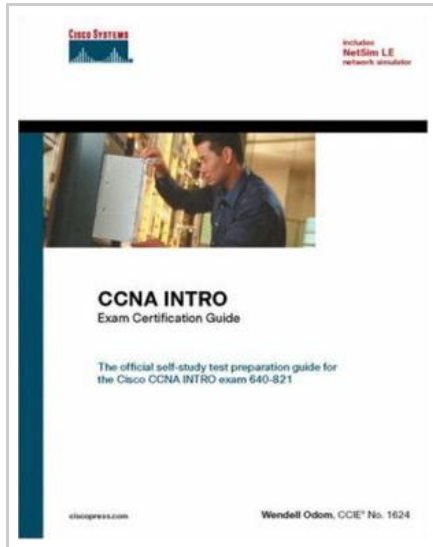 CISCO SYSTEMS
includes
NetSim LE
network simulator
CCNA INTRO
Exam Certification Guide
The official self-study test preparation guide for
the Cisco CCNA INTRO exam 640-821
ciscopress.com
Wendell Odom, CCIE® No. 1624